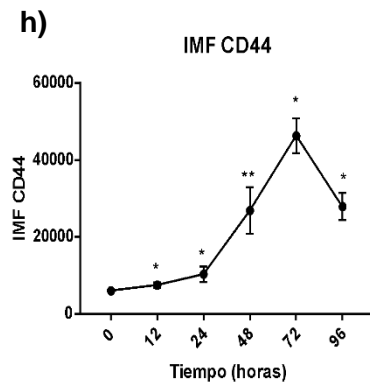 h)
IMF CD44
60000
*
40000
**
*
IMF CD44
20000
*
*
0
0 12 24 48 72 96
Tiempo (horas)